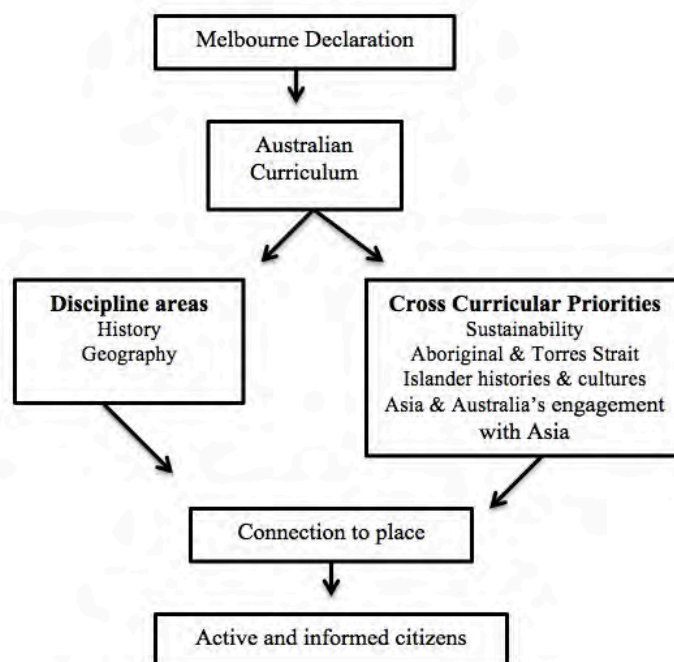 Melbourne Declaration
Australian
Curriculum
Discipline areas
History
Geography
Cross Curricular Priorities
Sustainability
Aboriginal & Torres Strait
Islander histories & cultures
Asia & Australia's engagement
with Asia
Connection to place
Active and informed citizens